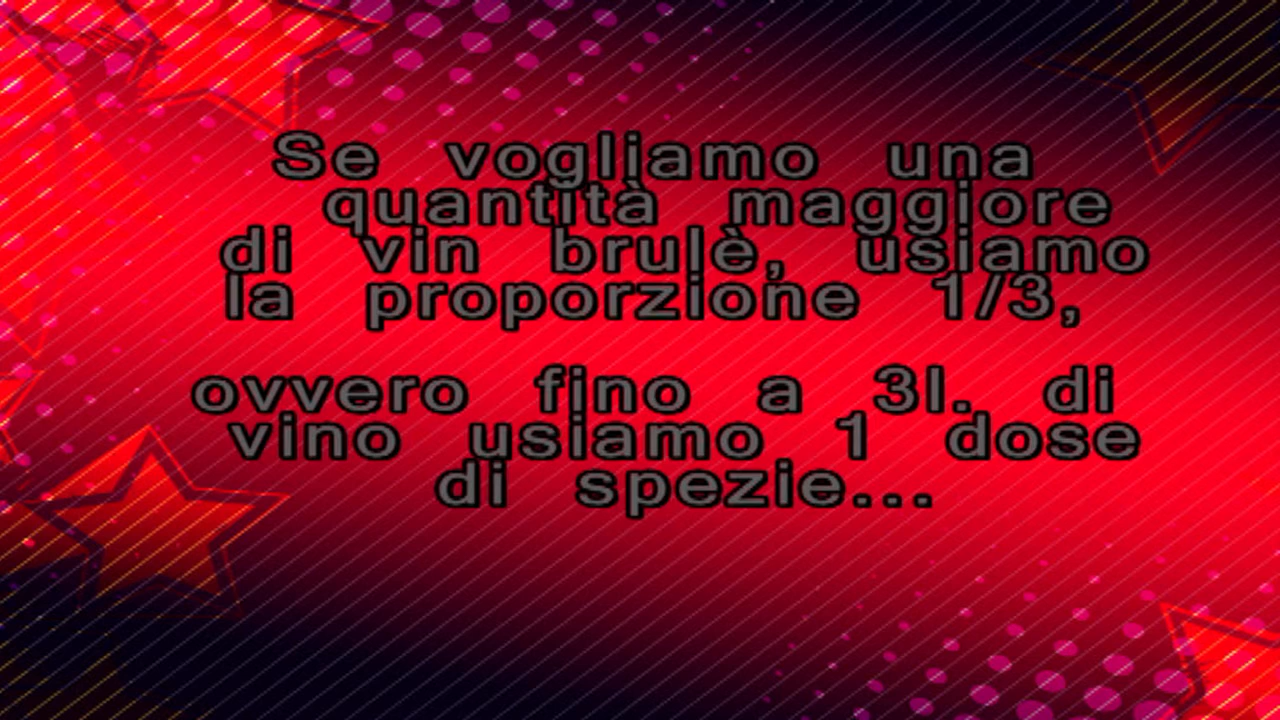 Se vogliamo una
quantità maggiore
di vin brulè, usiamo
la proporzione 1/3,
ovvero fino a 3l. di
vino usiamo 1 dose
di spezie...